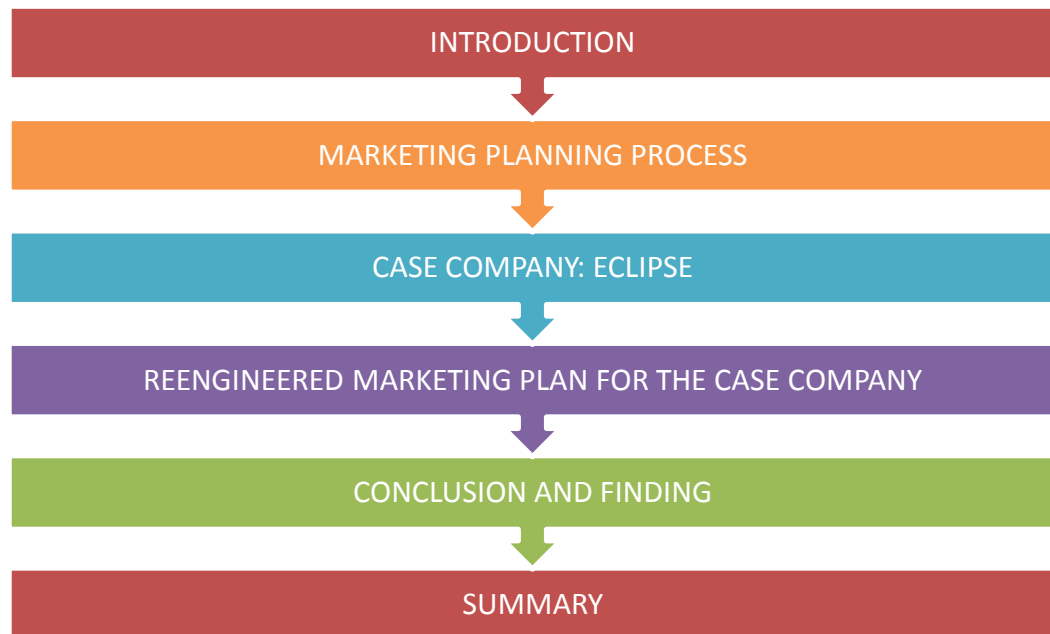 INTRODUCTION
MARKETING PLANNING PROCESS
CASE COMPANY: ECLIPSE
REENGINEERED MARKETING PLAN FOR THE CASE COMPANY
CONCLUSION AND FINDING
SUMMARY